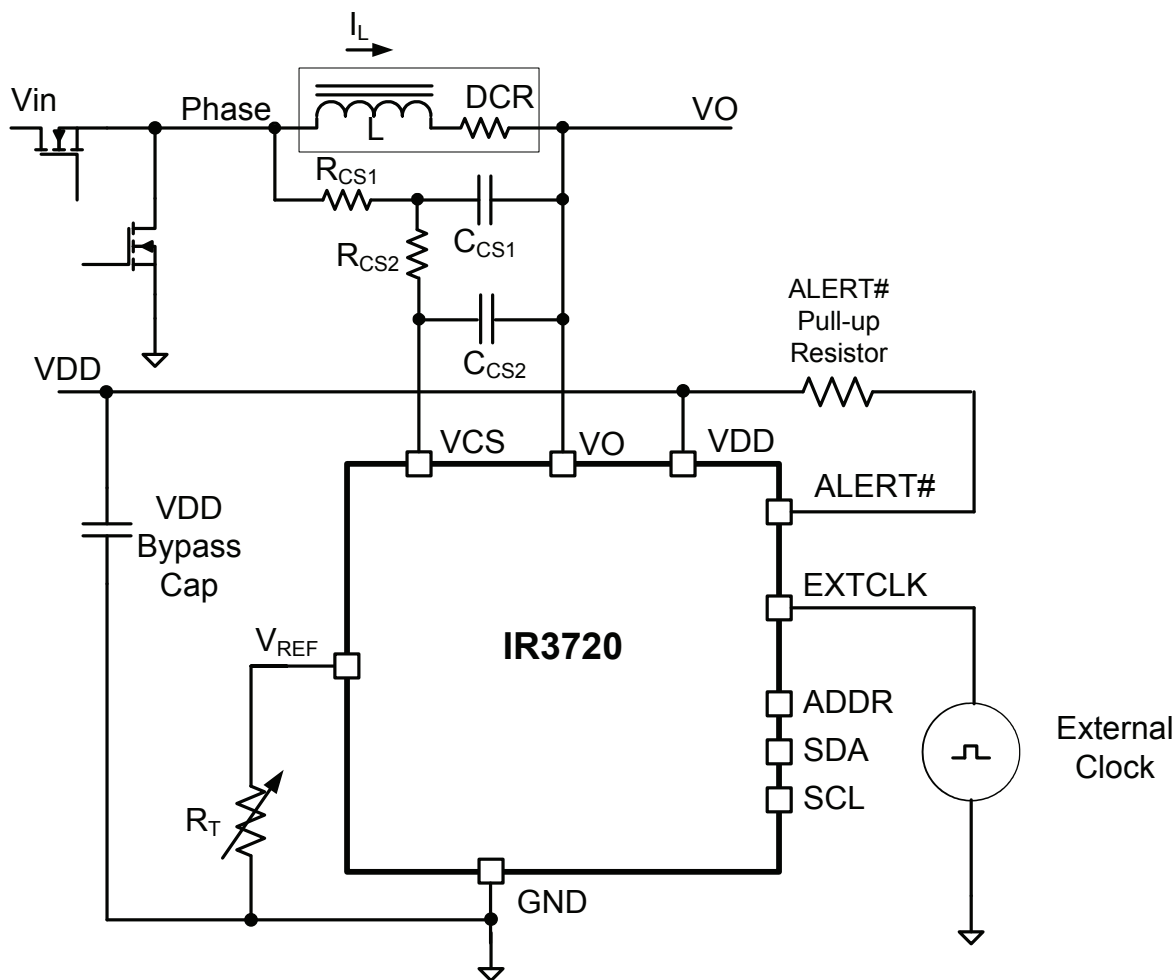 I_L
Vin
Phase
DCR
VO
L
R_CS1
C_CS1
R_CS2
C_CS2
ALERT#
Pull-up
Resistor
VDD
VCS
VO
VDD
ALERT#
VDD
Bypass
Cap
EXTCLK
V_REF
IR3720
ADDR
SDA
SCL
External
Clock
R_T
GND